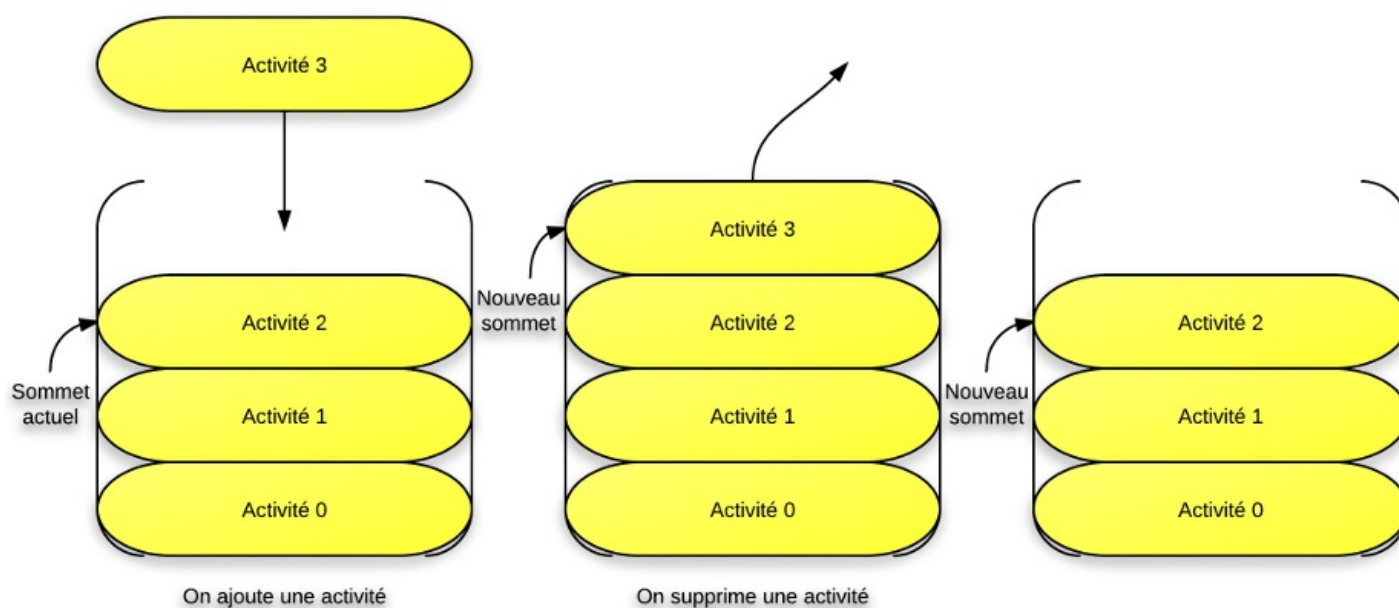 Activité 3
Activité 2
Activité 1
Activité 0
Sommet
actuel
On ajoute une activité
Activité 3
Activité 2
Activité 1
Activité 0
Nouveau
sommet
On supprime une activité
Activité 2
Activité 1
Activité 0
Nouveau
sommet